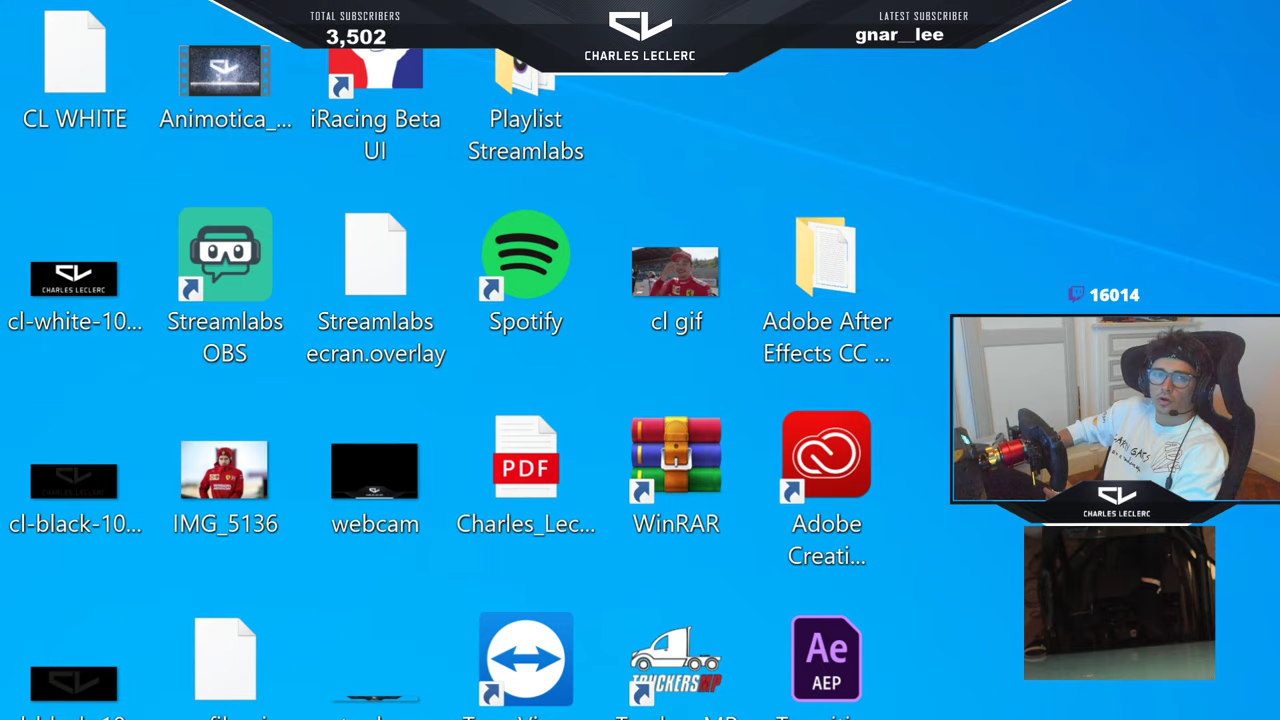 TOTAL SUBSCRIBERS
3,502
CHARLES LECLERC
LATEST SUBSCRIBER
gnar__lee
CL WHITE
Animotica_...
iRacing Beta
UI
Playlist
Streamlabs
CHARLES LECLERC
cl-white-10...
Streamlabs
OBS
Streamlabs
ecran.overlay
Spotify
cl gif
Adobe After
Effects CC ...
16014
cl-black-10...
IMG_5136
webcam
PDF
Charles_Lec...
WinRAR
Adobe
Creati...
CHARLES LECLERC
TRUCKERSMP
Ae
AEP